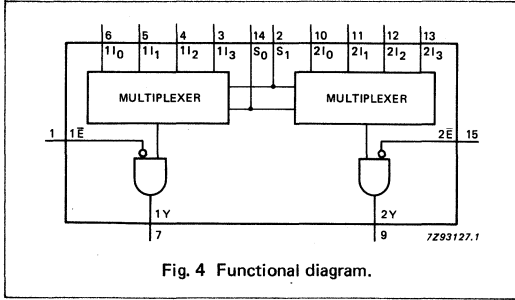 6 5 4 3 14 2 10 11 12 13
1I0 1I1 1I2 1I3 S0 S1 2I0 2I1 2I2 2I3
MULTIPLEXER MULTIPLEXER
1 1E̅ 2E̅ 15
1Y 2Y
7 9 7Z93127.1
Fig. 4 Functional diagram.